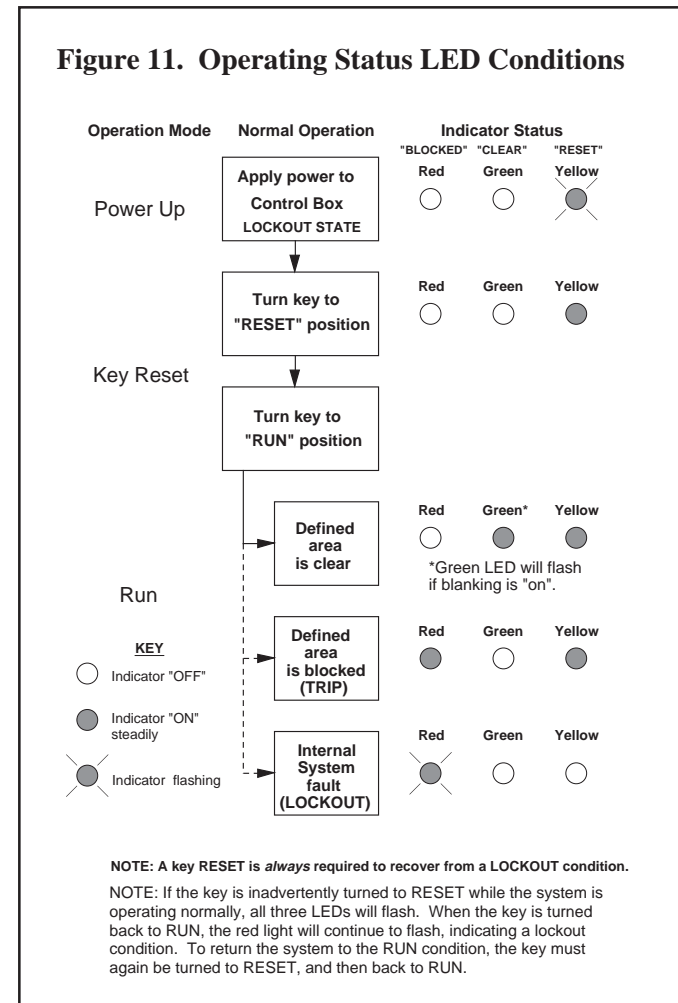 Figure 11. Operating Status LED Conditions
Operation Mode Normal Operation Indicator Status
"BLOCKED" "CLEAR" "RESET"
Power Up
Apply power to
Control Box
LOCKOUT STATE
Red Green Yellow
Key Reset
Turn key to
"RESET" position
Red Green Yellow
Turn key to
"RUN" position
Run
Defined
area
is clear
Red Green* Yellow
*Green LED will flash
if blanking is "on".
Defined
area
is blocked
(TRIP)
Red Green Yellow
Internal
System
fault
(LOCKOUT)
Red Green Yellow
KEY
Indicator "OFF"
Indicator "ON"
steadily
Indicator flashing
NOTE: A key RESET is always required to recover from a LOCKOUT condition.
NOTE: If the key is inadvertently turned to RESET while the system is
operating normally, all three LEDs will flash. When the key is turned
back to RUN, the red light will continue to flash, indicating a lockout
condition. To return the system to the RUN condition, the key must
again be turned to RESET, and then back to RUN.